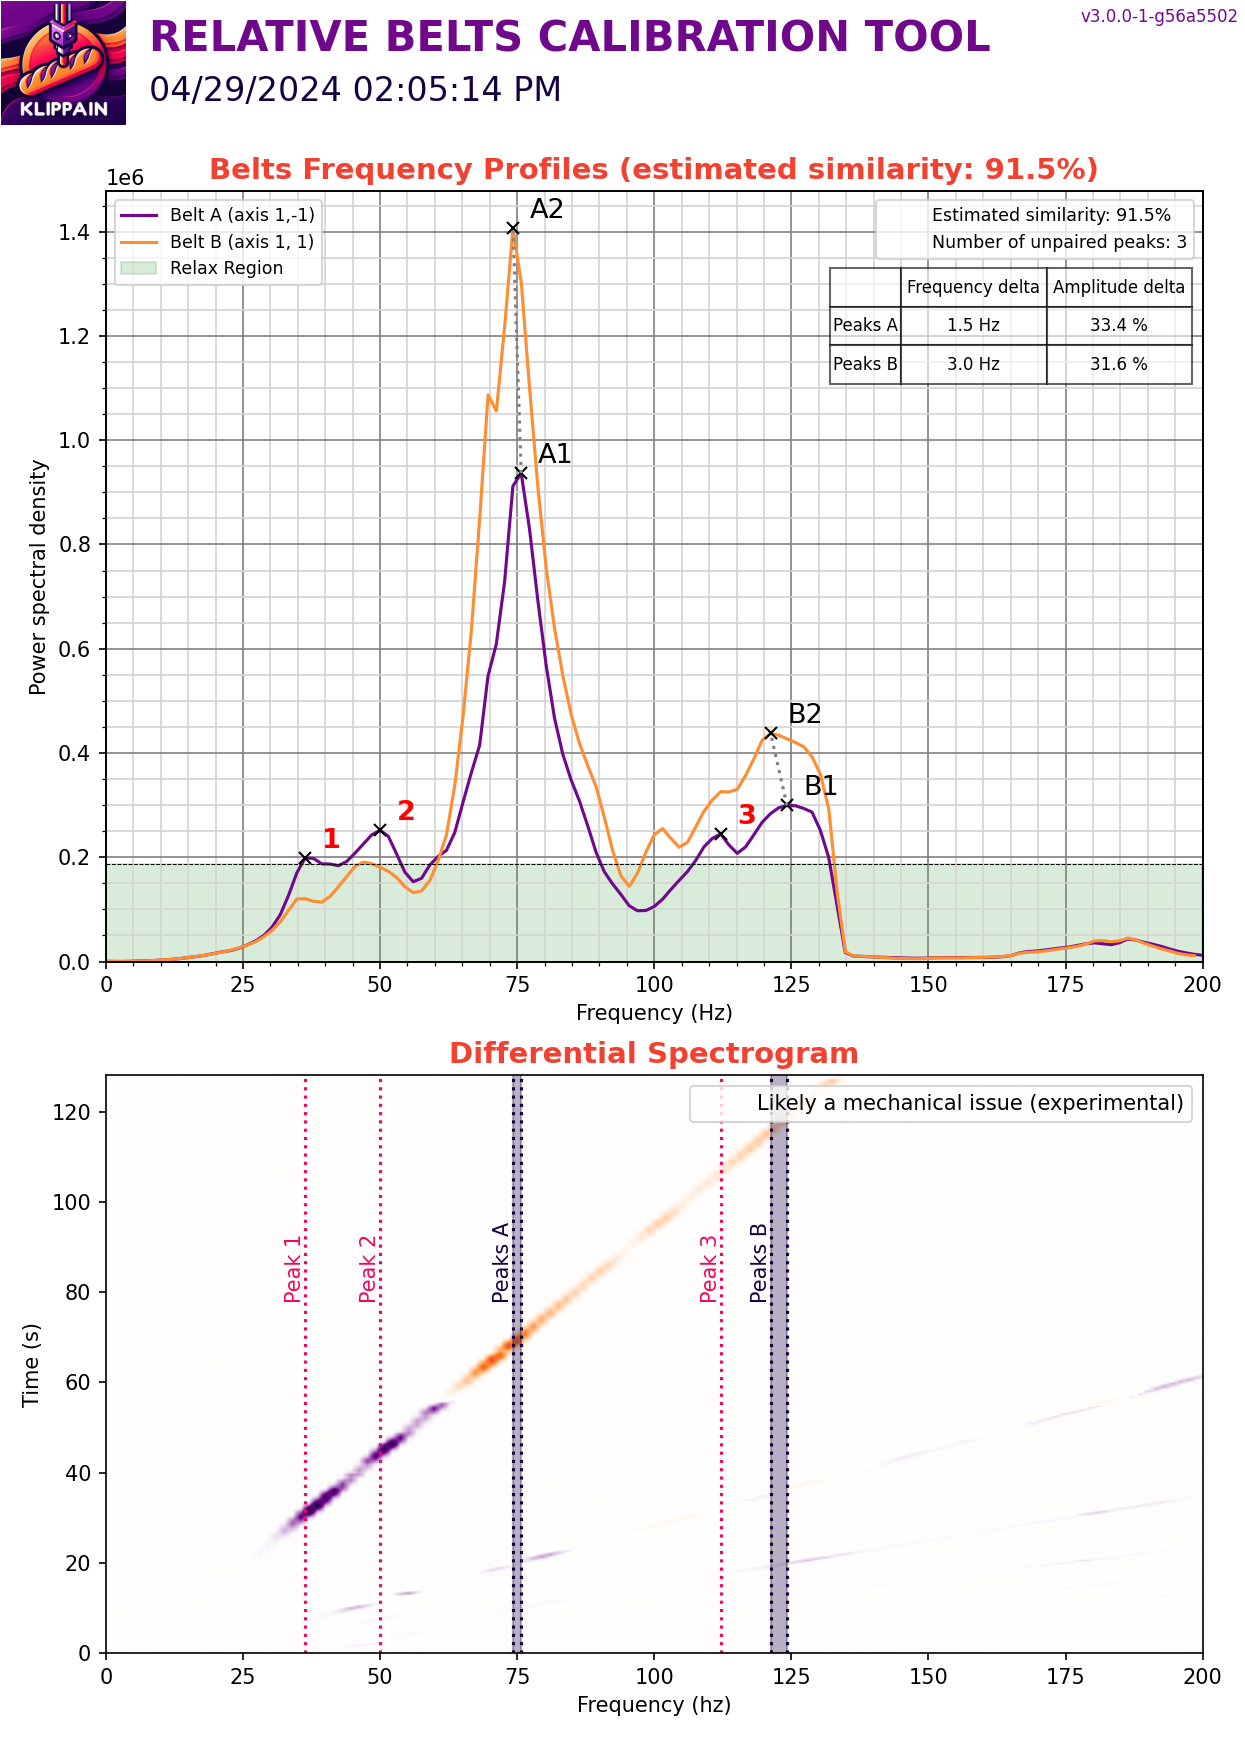 KLIPPAIN
RELATIVE BELTS CALIBRATION TOOL
04/29/2024 02:05:14 PM
v3.0.0-1-g56a5502
Belts Frequency Profiles (estimated similarity: 91.5%)
1e6
Belt A (axis 1,-1)
Belt B (axis 1, 1)
Relax Region
Estimated similarity: 91.5%
Number of unpaired peaks: 3
Frequency delta Amplitude delta
Peaks A 1.5 Hz 33.4 %
Peaks B 3.0 Hz 31.6 %
A2
A1
B2
B1
1
2
3
1.4
1.2
1.0
0.8
0.6
0.4
0.2
0.0
Power spectral density
0 25 50 75 100 125 150 175 200
Frequency (Hz)
Differential Spectrogram
Likely a mechanical issue (experimental)
Peak 1
Peak 2
Peaks A
Peak 3
Peaks B
120
100
80
60
40
20
0
Time (s)
0 25 50 75 100 125 150 175 200
Frequency (hz)